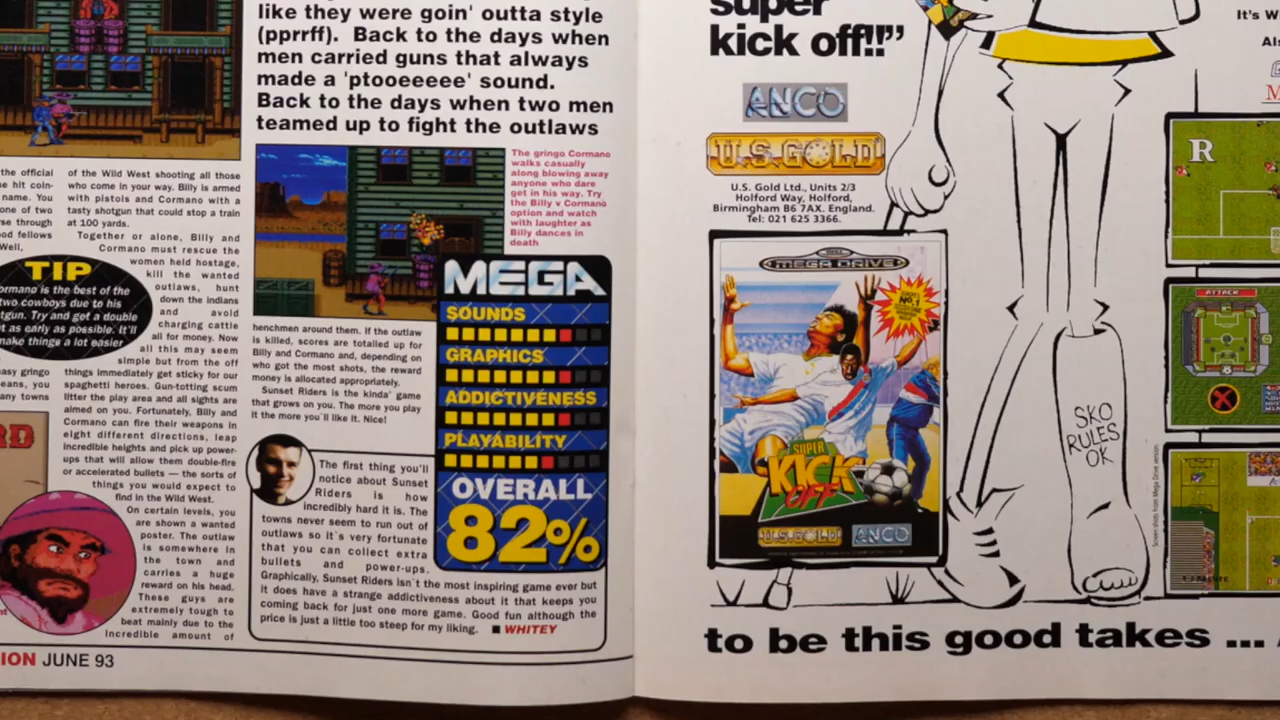 like they were goin' outta style
(pprrff). Back to the days when
men carried guns that always
made a 'ptooeeeee' sound.
Back to the days when two men
teamed up to fight the outlaws
the official
hit coin-
name. You
one of two
through
fellows
Well,
of the Wild West shooting all those
who come in your way. Billy is armed
with pistols and Cormano with a
tasty shotgun that could stop a train
at 100 yards.
Together or alone, Billy and
Cormano must rescue the
women held hostage,
kill the wanted
outlaws, hunt
down the Indians
and avoid
charging cattle
all for money. Now
all this may seem
simple but from the off
things immediately get sticky for our
spaghetti heroes. Gun-totting scum
litter the play area and all sights are
aimed on you. Fortunately, Billy and
Cormano can fire their weapons in
eight different directions, leap
incredible heights and pick up power-
ups that will allow them double-fire
or accelerated bullets — the sorts of
things you would expect to
find in the Wild West.
On certain levels, you
are shown a wanted
poster. The outlaw
is somewhere in
the town and
carries a huge
reward on his head.
These guys are
extremely tough to
beat mainly due to the
incredible amount of
TIP
ormano is the best of the
two cowboys due to his
tgun. Try and get a double
t as early as possible. It'll
make things a lot easier
gringo
eans, you
any towns
RD
The gringo Cormano
walks casually
along blowing away
anyone who dare
get in his way. Try
the Billy v Cormano
option and watch
with laughter as
Billy dances in
death
henchmen around them. If the outlaw
is killed, scores are totalled up for
Billy and Cormano and, depending on
who got the most shots, the reward
money is allocated appropriately.
Sunset Riders is the kinda' game
that grows on you. The more you play
it the more you'll like it. Nice!
MEGA
SOUNDS
GRAPHICS
ADDICTIVENESS
PLAYABILITY
OVERALL
82%
The first thing you'll
notice about Sunset
Riders is how
incredibly hard it is. The
towns never seem to run out of
outlaws so it's very fortunate
that you can collect extra
bullets and power-ups.
Graphically, Sunset Riders isn't the most inspiring game ever but
it does have a strange addictiveness about it that keeps you
coming back for just one more game. Good fun although the
price is just a little too steep for my liking. ■ WHITEY
ION JUNE 93
super
kick off!!”
ANCO
U.S. GOLD
U.S. Gold Ltd., Units 2/3
Holford Way, Holford,
Birmingham B6 7AX. England.
Tel: 021 625 3366.
SEGA
MEGA DRIVE
NO.1
SUPER
KICK
OFF
U.S. GOLD
ANCO
SKO
RULES
OK
Screen shots from Mega Drive version.
It's W
R
ATTACK
to be this good takes ...